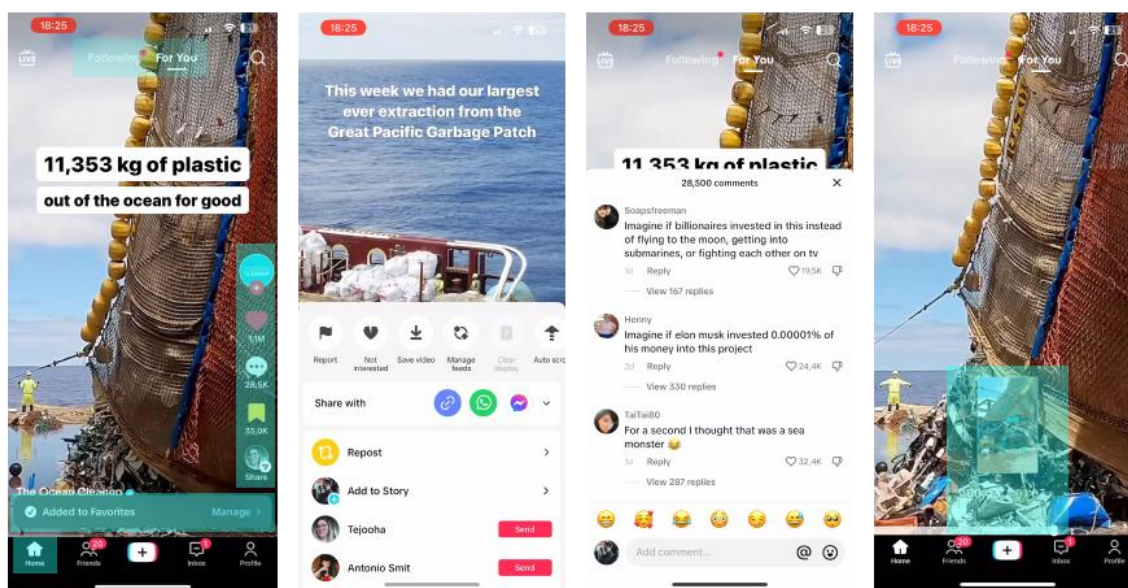 18:25
LIVE
Following
For You
11,353 kg of plastic
out of the ocean for good
1,1M
28,5K
35,0K
Share
The Ocean Cleanup
Added to Favorites
Manage >
Home
Friends
20
Inbox
1
Profile
18:25
This week we had our largest
ever extraction from the
Great Pacific Garbage Patch
Report
Not
interested
Save video
Manage
feeds
Clear
display
Auto scro
Share with
Repost
Add to Story
Tejooha
Send
Antonio Smit
Send
18:25
LIVE
Following
For You
11,353 kg of plastic
28,500 comments
Soapsfreeman
Imagine if billionaires invested in this instead
of flying to the moon, getting into
submarines, or fighting each other on tv
1d Reply 19,5K
View 167 replies
Henny
Imagine if elon musk invested 0.00001% of
his money into this project
2d Reply 24,4K
View 330 replies
TaiTai80
For a second I thought that was a sea
monster 😂
1d Reply 32,4K
View 287 replies
Add comment...
18:25
LIVE
Following
For You
Home
Friends
20
Inbox
1
Profile